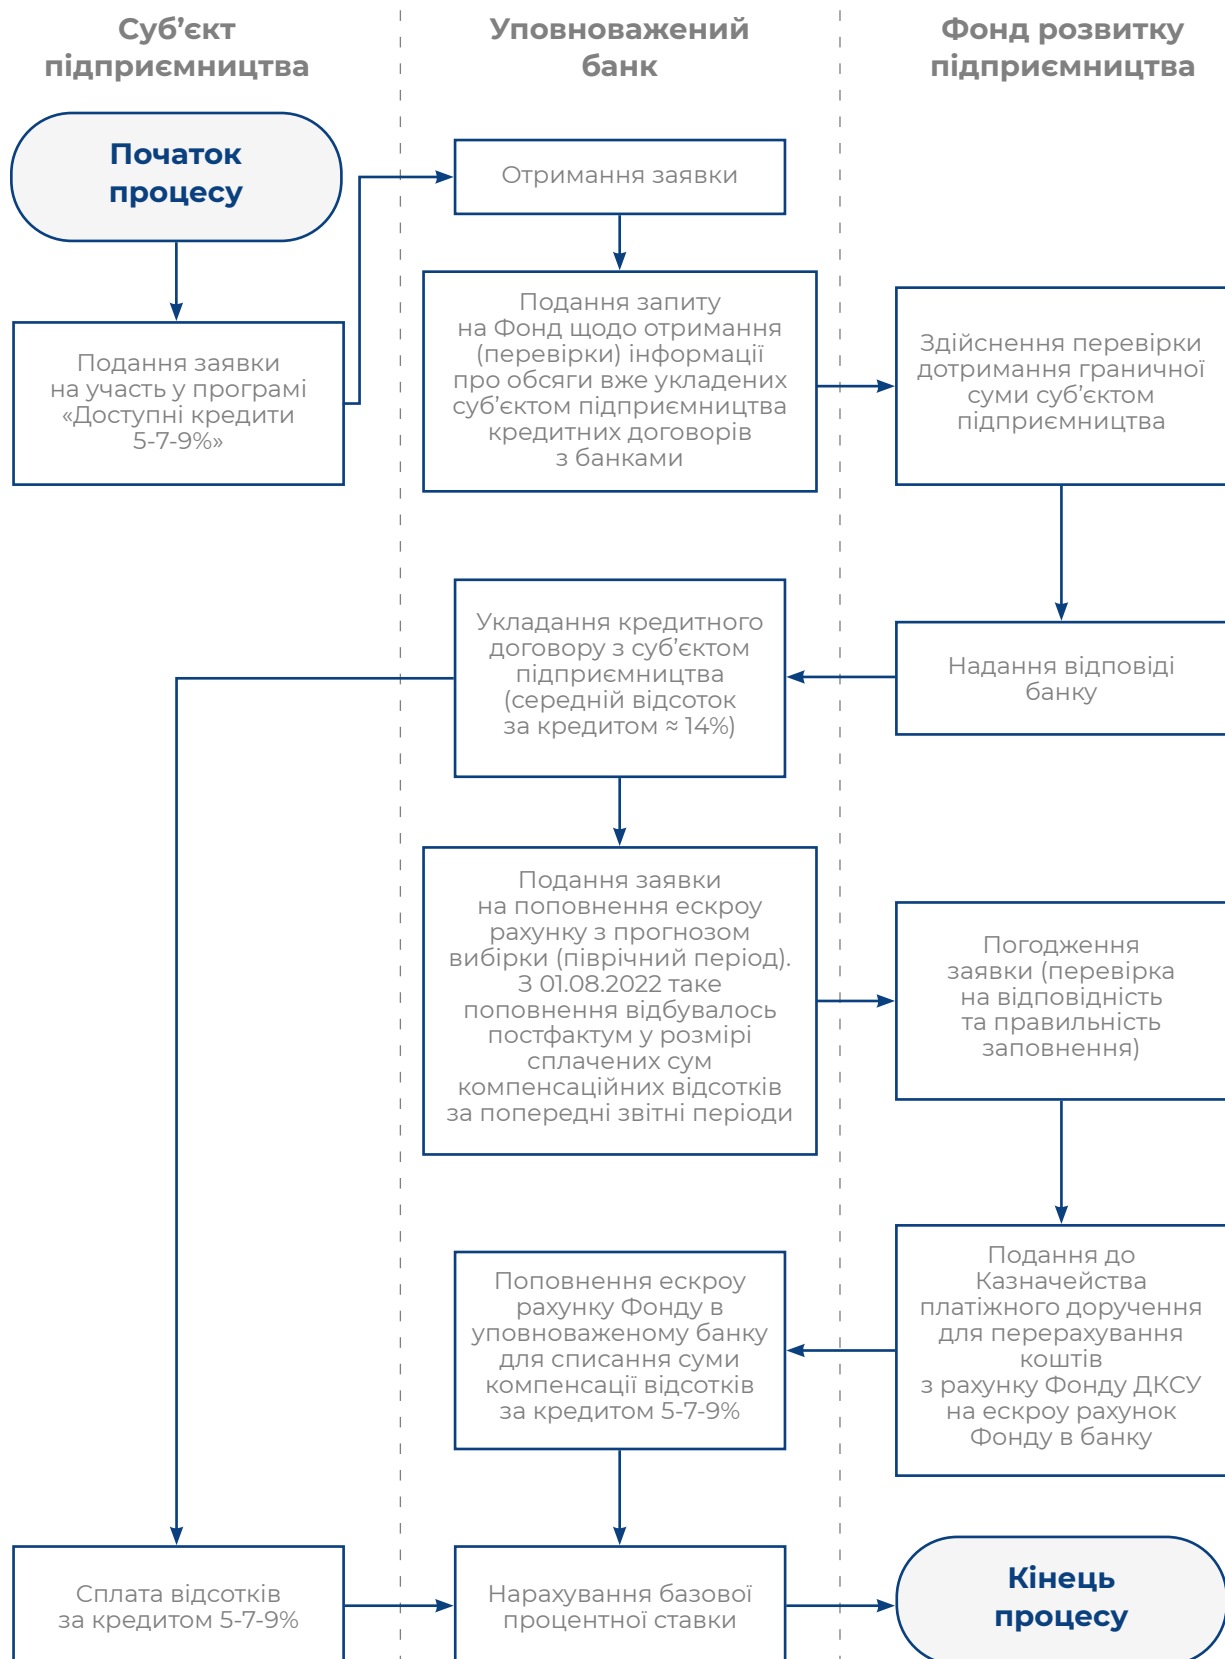 Суб’єкт
підприємництва
Уповноважений
банк
Фонд розвитку
підприємництва
Початок
процесу
Отримання заявки
Подання заявки
на участь у програмі
«Доступні кредити
5-7-9%»
Подання запиту
на Фонд щодо отримання
(перевірки) інформації
про обсяги вже укладених
суб’єктом підприємництва
кредитних договорів
з банками
Здійснення перевірки
дотримання граничної
суми суб’єктом
підприємництва
Укладання кредитного
договору з суб’єктом
підприємництва
(середній відсоток
за кредитом ≈ 14%)
Надання відповіді
банку
Подання заявки
на поповнення ескроу
рахунку з прогнозом
вибірки (піврічний період).
З 01.08.2022 таке
поповнення відбувалось
постфактум у розмірі
сплачених сум
компенсаційних відсотків
за попередні звітні періоди
Погодження
заявки (перевірка
на відповідність
та правильність
заповнення)
Поповнення ескроу
рахунку Фонду в
уповноваженому банку
для списання суми
компенсації відсотків
за кредитом 5-7-9%
Подання до
Казначейства
платіжного доручення
для перерахування
коштів
з рахунку Фонду ДКСУ
на ескроу рахунок
Фонду в банку
Сплата відсотків
за кредитом 5-7-9%
Нарахування базової
процентної ставки
Кінець
процесу